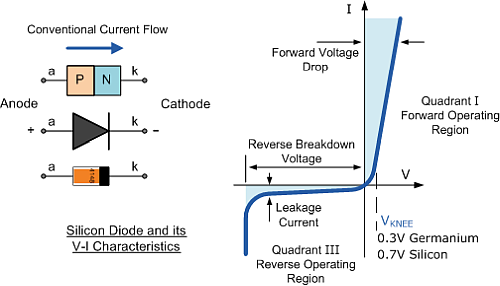 Conventional Current Flow
a
P
N
k
Anode
Cathode
a
k
+
-
a
4148
k
Silicon Diode and its
V-I Characteristics
I
Forward Voltage
Drop
Quadrant I
Forward Operating
Region
Reverse Breakdown
Voltage
V
Leakage
Current
Quadrant III
Reverse Operating
Region
VKNEE
0.3V Germanium
0.7V Silicon